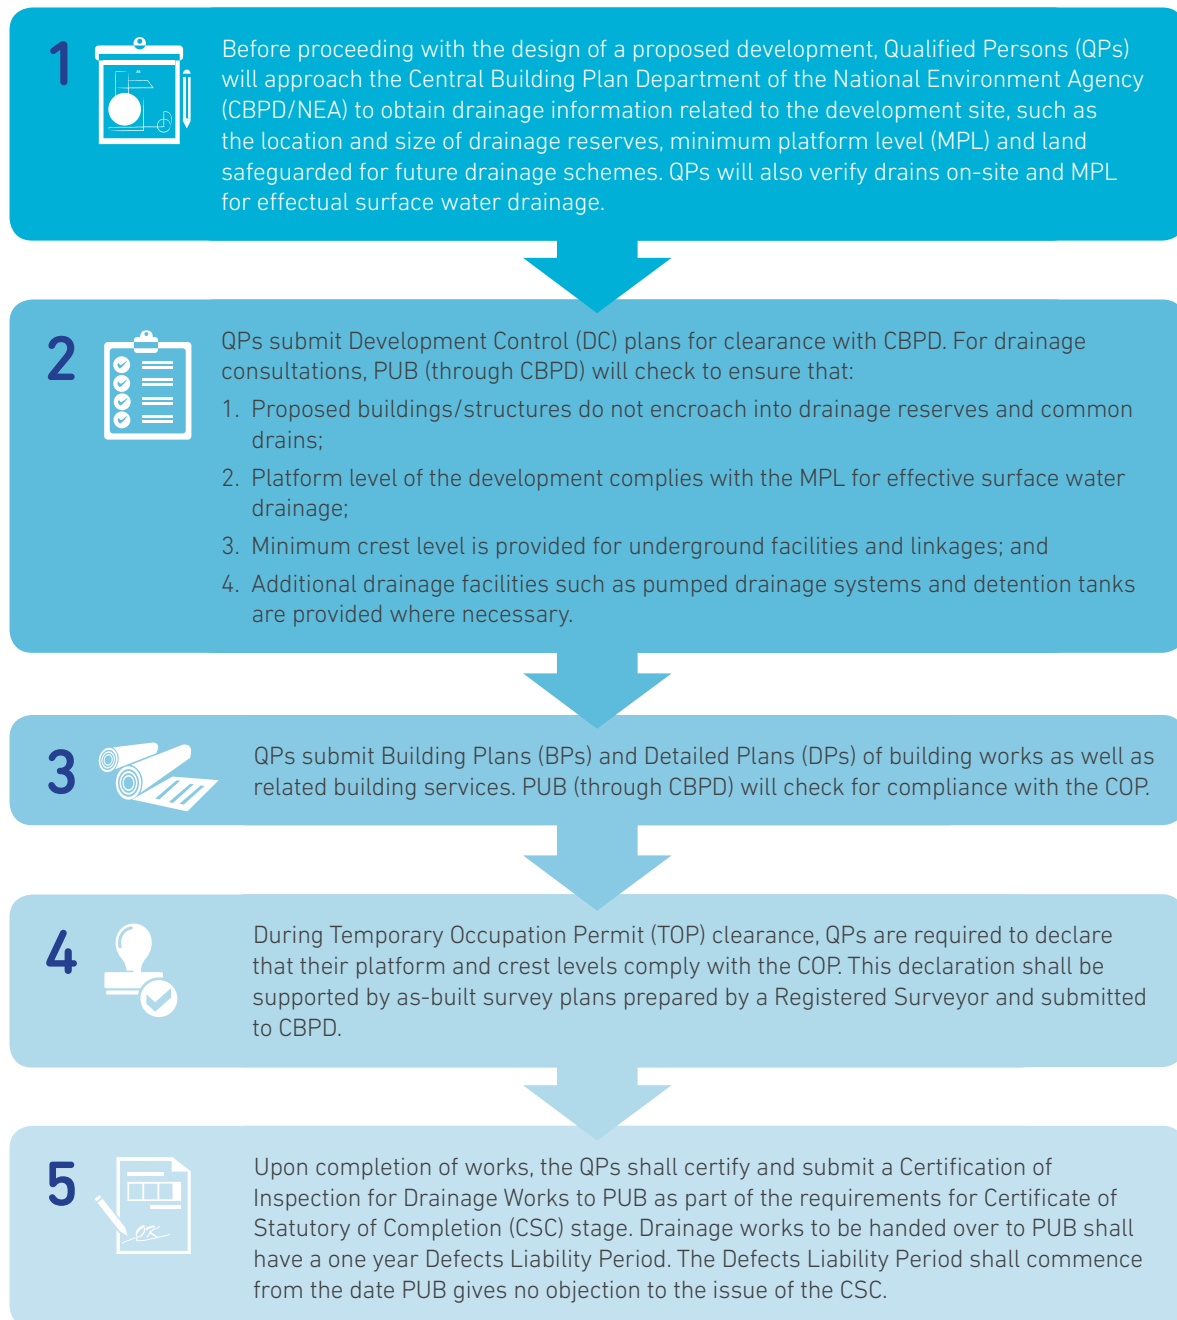 1
Before proceeding with the design of a proposed development, Qualified Persons (QPs)
will approach the Central Building Plan Department of the National Environment Agency
(CBPD/NEA) to obtain drainage information related to the development site, such as
the location and size of drainage reserves, minimum platform level (MPL) and land
safeguarded for future drainage schemes. QPs will also verify drains on-site and MPL
for effectual surface water drainage.
2
QPs submit Development Control (DC) plans for clearance with CBPD. For drainage
consultations, PUB (through CBPD) will check to ensure that:
1. Proposed buildings/structures do not encroach into drainage reserves and common
drains;
2. Platform level of the development complies with the MPL for effective surface water
drainage;
3. Minimum crest level is provided for underground facilities and linkages; and
4. Additional drainage facilities such as pumped drainage systems and detention tanks
are provided where necessary.
3
QPs submit Building Plans (BPs) and Detailed Plans (DPs) of building works as well as
related building services. PUB (through CBPD) will check for compliance with the COP.
4
During Temporary Occupation Permit (TOP) clearance, QPs are required to declare
that their platform and crest levels comply with the COP. This declaration shall be
supported by as-built survey plans prepared by a Registered Surveyor and submitted
to CBPD.
5
OK
Upon completion of works, the QPs shall certify and submit a Certification of
Inspection for Drainage Works to PUB as part of the requirements for Certificate of
Statutory of Completion (CSC) stage. Drainage works to be handed over to PUB shall
have a one year Defects Liability Period. The Defects Liability Period shall commence
from the date PUB gives no objection to the issue of the CSC.